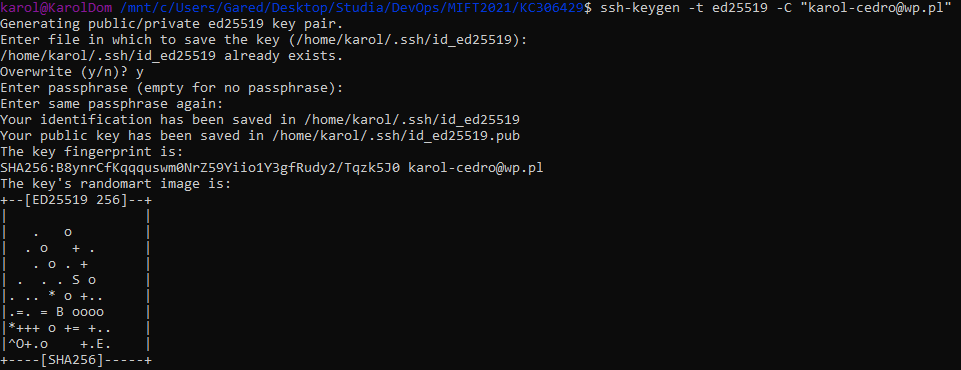 karol@KarolDom /mnt/c/Users/Gared/Desktop/Studia/DevOps/MIFT2021/KC306429$ ssh-keygen -t ed25519 -C "karol-cedro@wp.pl"
Generating public/private ed25519 key pair.
Enter file in which to save the key (/home/karol/.ssh/id_ed25519):
/home/karol/.ssh/id_ed25519 already exists.
Overwrite (y/n)? y
Enter passphrase (empty for no passphrase):
Enter same passphrase again:
Your identification has been saved in /home/karol/.ssh/id_ed25519
Your public key has been saved in /home/karol/.ssh/id_ed25519.pub
The key fingerprint is:
SHA256:B8ynrCfKqqquswm0NrZ59Yiio1Y3gfRudy2/Tqzk5J0 karol-cedro@wp.pl
The key's randomart image is:
+--[ED25519 256]--+
|                 |
|   .   o         |
|  . o   + .      |
|   . o . +       |
| .  . . S o      |
|. .. * o +..     |
|.=. = B oooo     |
|*+++ o += +..    |
|^O+.o    +.E.    |
+----[SHA256]-----+